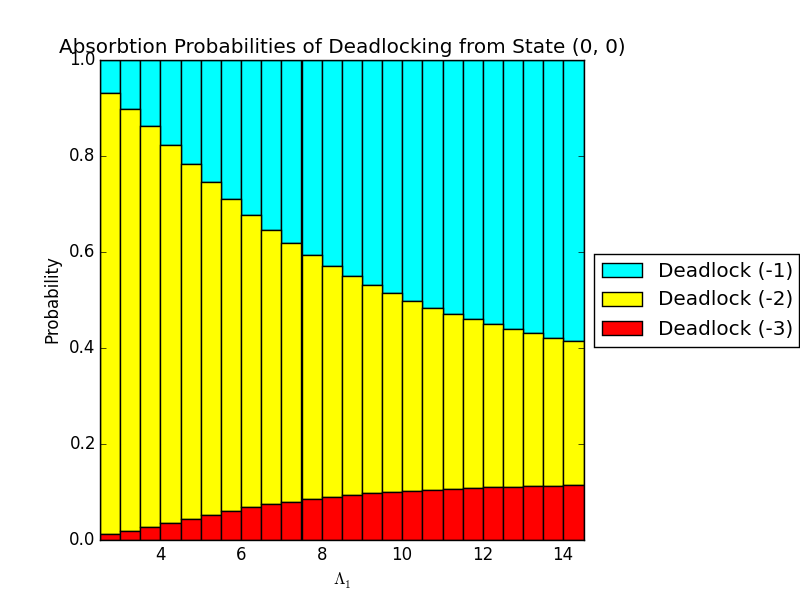 Absorbtion Probabilities of Deadlocking from State (0, 0)
1.0
0.8
0.6
0.4
0.2
0.0
Probability
4 6 8 10 12 14
Λ₁
Deadlock (-1)
Deadlock (-2)
Deadlock (-3)